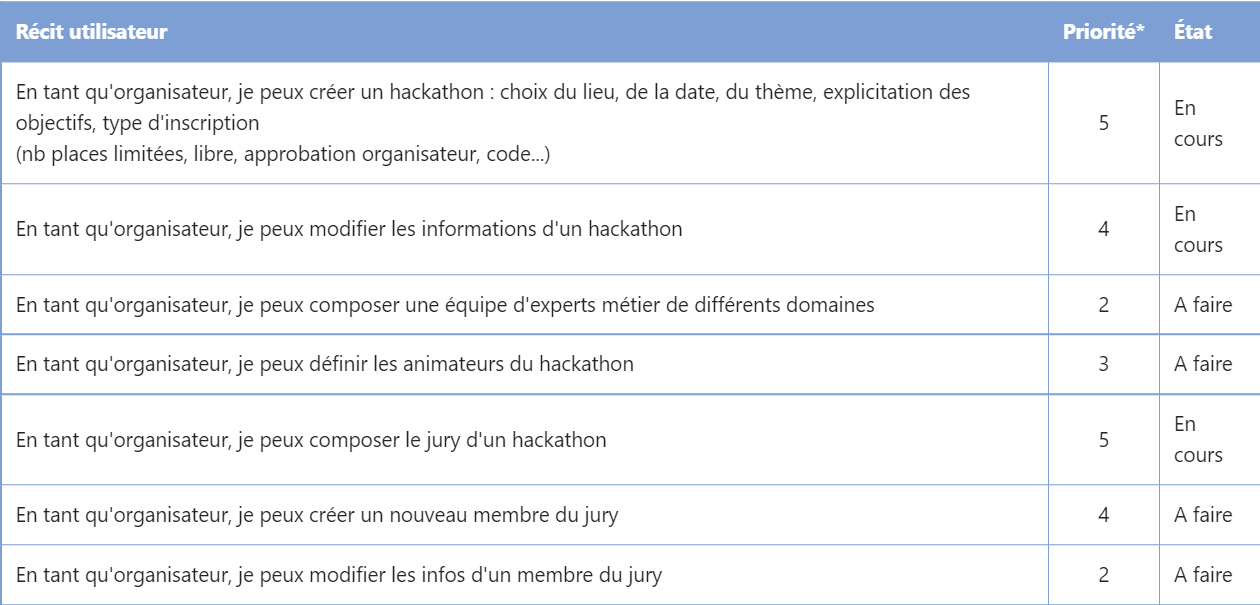 Récit utilisateur Priorité* État
En tant qu'organisateur, je peux créer un hackathon : choix du lieu, de la date, du thème, explicitation des
objectifs, type d'inscription
(nb places limitées, libre, approbation organisateur, code...)
5
En
cours
En tant qu'organisateur, je peux modifier les informations d'un hackathon
4
En
cours
En tant qu'organisateur, je peux composer une équipe d'experts métier de différents domaines 2 A faire
En tant qu'organisateur, je peux définir les animateurs du hackathon 3 A faire
En tant qu'organisateur, je peux composer le jury d'un hackathon
5
En
cours
En tant qu'organisateur, je peux créer un nouveau membre du jury 4 A faire
En tant qu'organisateur, je peux modifier les infos d'un membre du jury 2 A faire